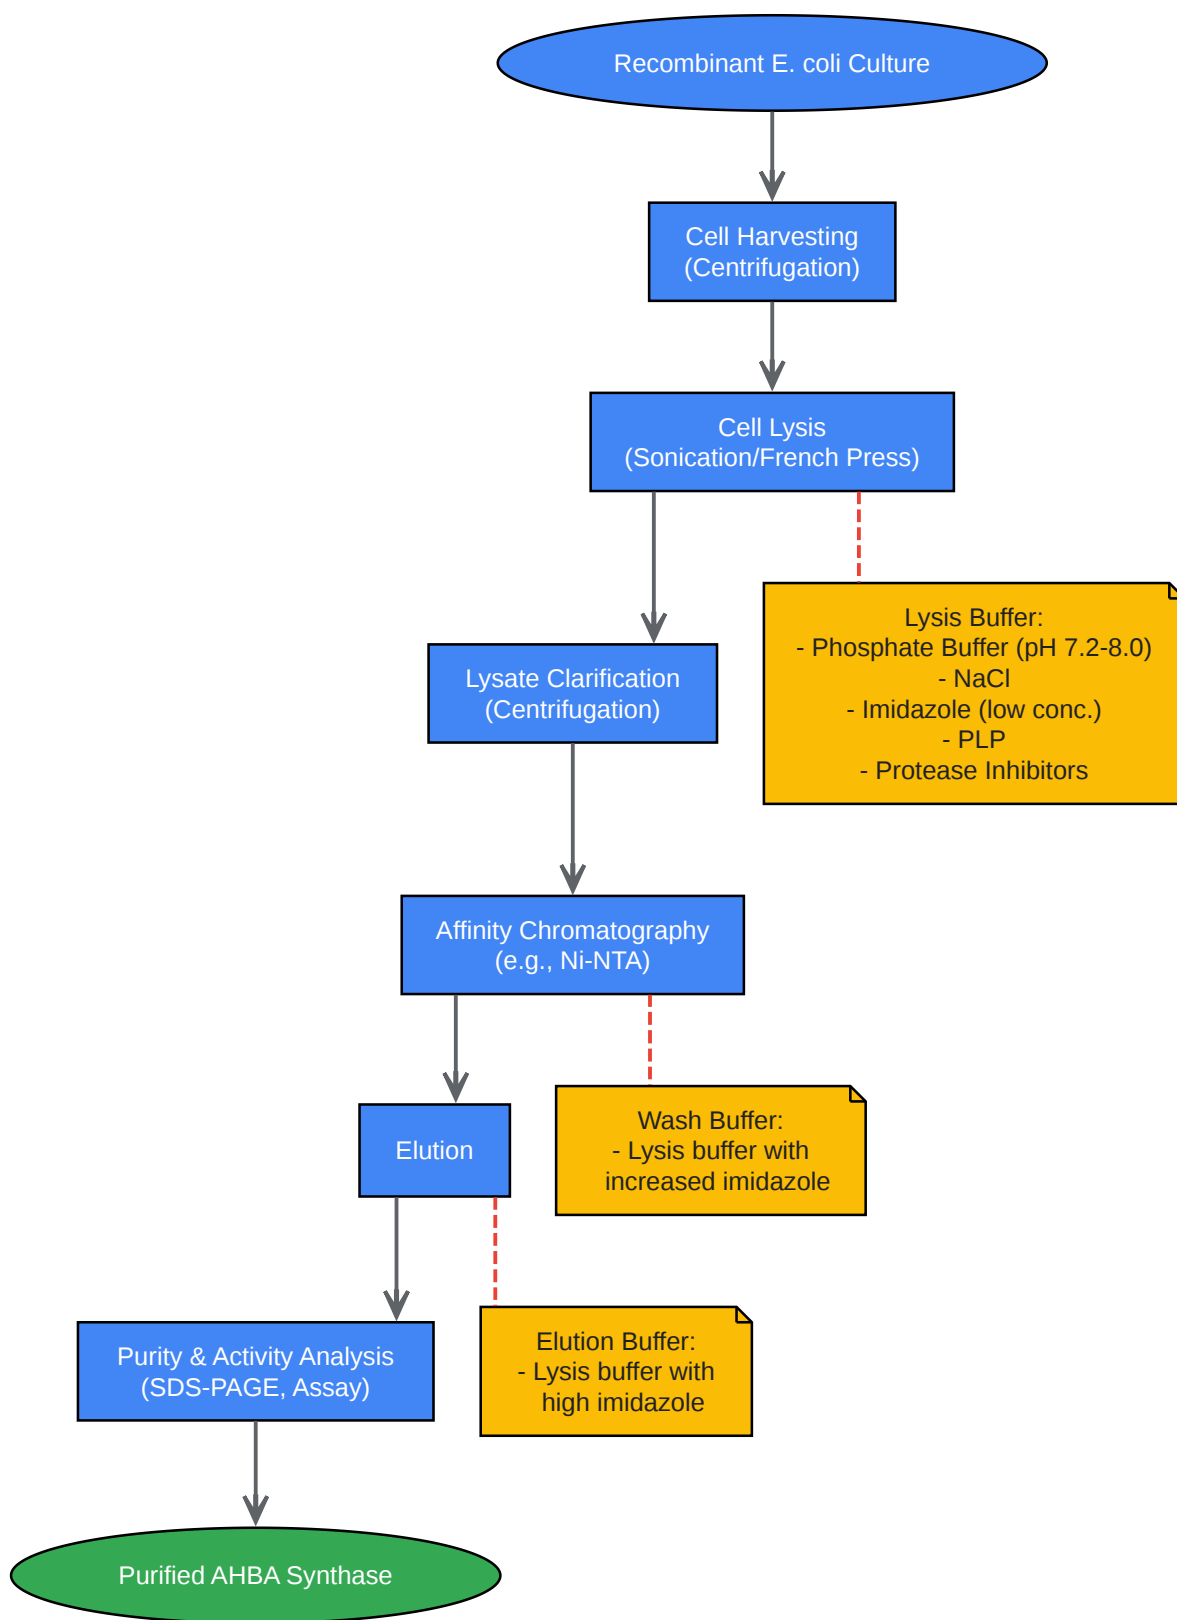 Recombinant E. coli Culture
Cell Harvesting
(Centrifugation)
Cell Lysis
(Sonication/French Press)
Lysis Buffer:
- Phosphate Buffer (pH 7.2-8.0)
- NaCl
- Imidazole (low conc.)
- PLP
- Protease Inhibitors
Lysate Clarification
(Centrifugation)
Affinity Chromatography
(e.g., Ni-NTA)
Wash Buffer:
- Lysis buffer with
increased imidazole
Elution
Elution Buffer:
- Lysis buffer with
high imidazole
Purity & Activity Analysis
(SDS-PAGE, Assay)
Purified AHBA Synthase